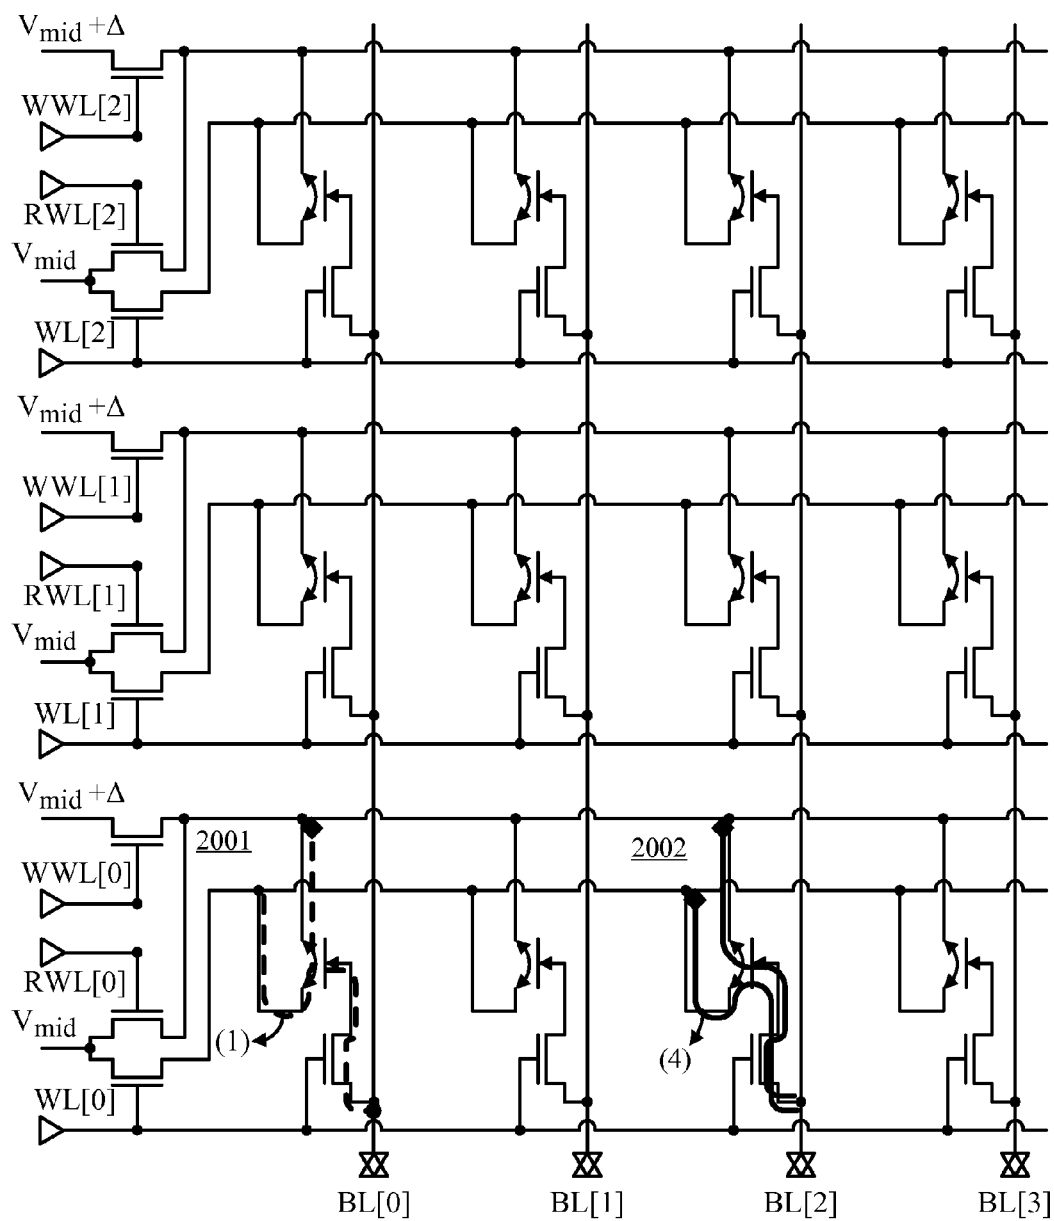 Vmid +Δ
WWL[2]
RWL[2]
Vmid
WL[2]
Vmid +Δ
WWL[1]
RWL[1]
Vmid
WL[1]
Vmid +Δ
2001
2002
WWL[0]
RWL[0]
Vmid
(1)
(4)
WL[0]
BL[0]
BL[1]
BL[2]
BL[3]